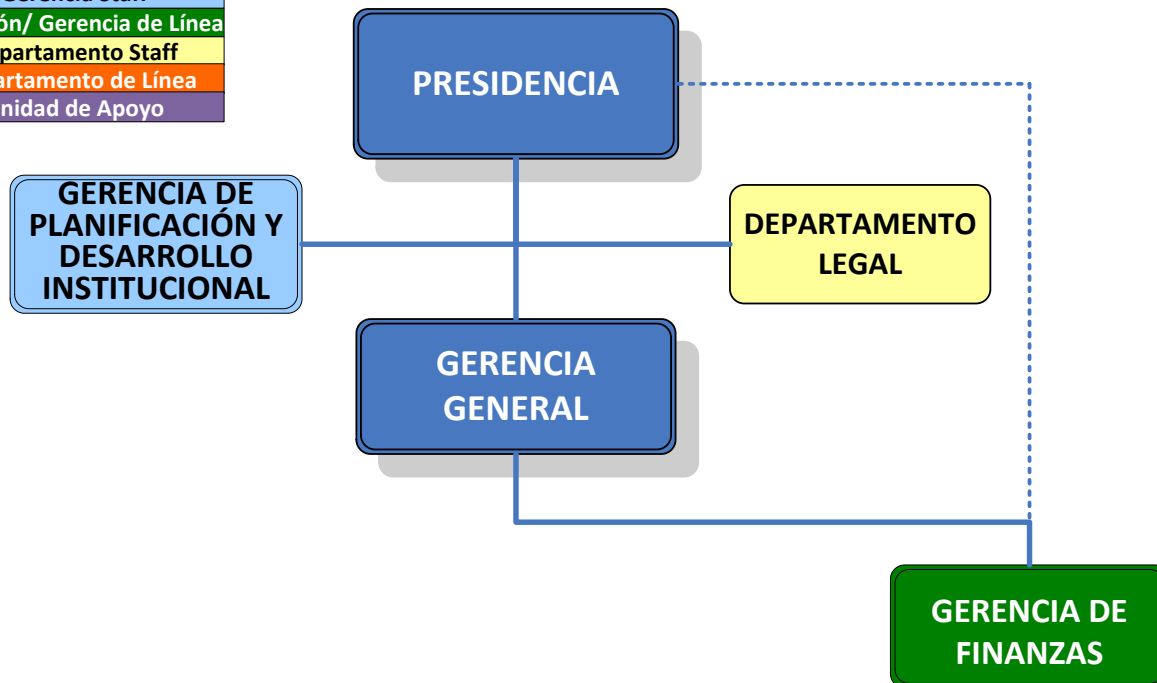 Staff
ón/ Gerencia de Línea
partamento Staff
artamento de Línea
nidad de Apoyo
PRESIDENCIA
GERENCIA DE
PLANIFICACIÓN Y
DESARROLLO
INSTITUCIONAL
DEPARTAMENTO
LEGAL
GERENCIA
GENERAL
GERENCIA DE
FINANZAS